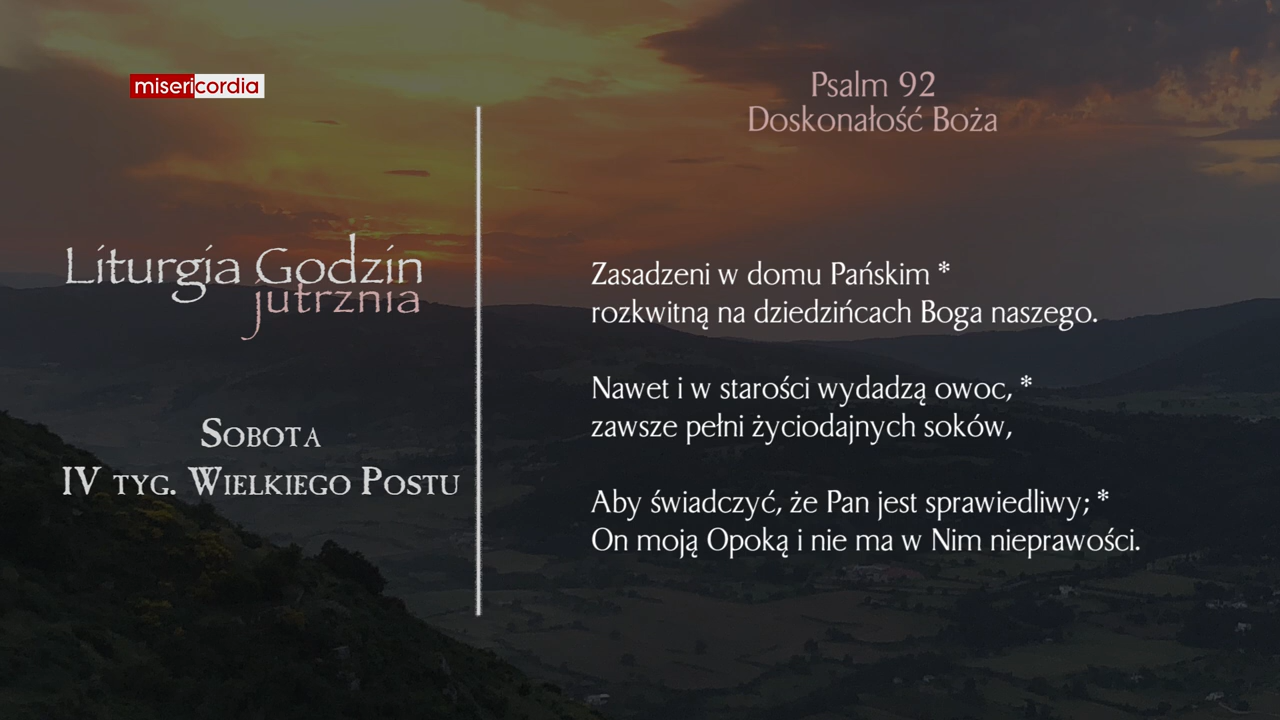 misericordia
Liturgia Godzin
jutrznia
Sobota
IV tyg. Wielkiego Postu
Psalm 92
Doskonałość Boża
Zasadzeni w domu Pańskim *
rozkwitną na dziedzińcach Boga naszego.
Nawet i w starości wydadzą owoc, *
zawsze pełni życiodajnych soków,
Aby świadczyć, że Pan jest sprawiedliwy; *
On moją Opoką i nie ma w Nim nieprawości.